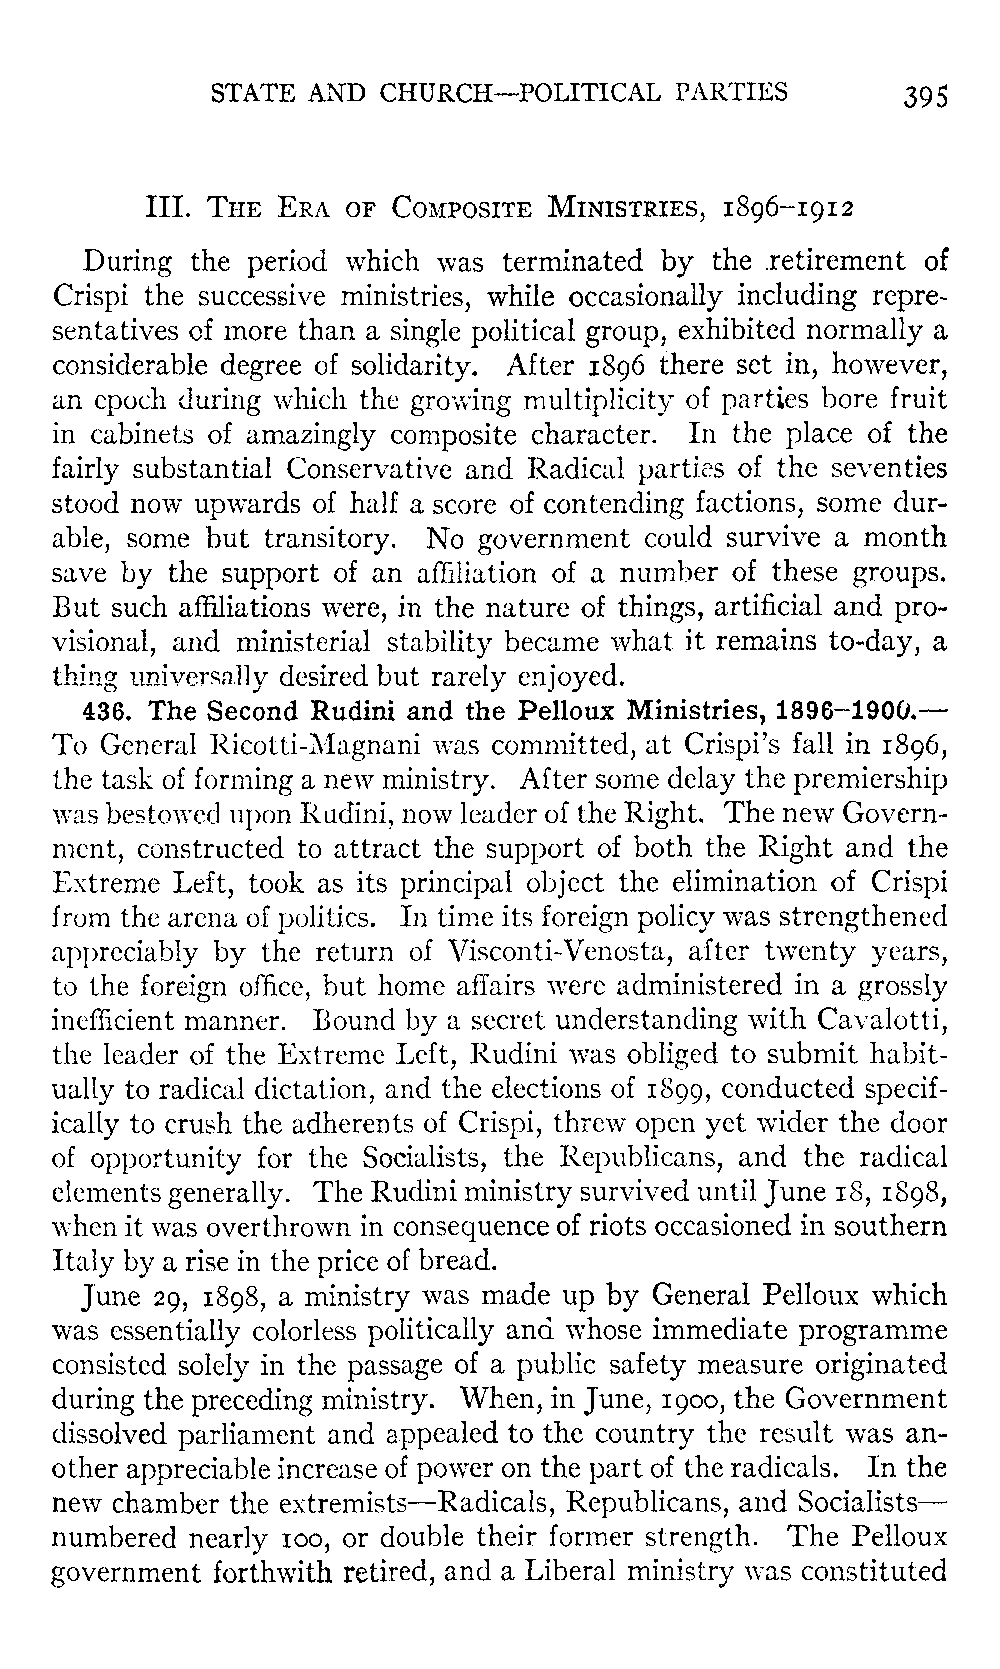 STATE AND CHURCH—POLITICAL PARTIES 395
III. The Era of Composite Ministries, 1896–1912
During the period which was terminated by the retirement of
Crispi the successive ministries, while occasionally including repre-
sentatives of more than a single political group, exhibited normally a
considerable degree of solidarity. After 1896 there set in, however,
an epoch during which the growing multiplicity of parties bore fruit
in cabinets of amazingly composite character. In the place of the
fairly substantial Conservative and Radical parties of the seventies
stood now upwards of half a score of contending factions, some dur-
able, some but transitory. No government could survive a month
save by the support of an affiliation of a number of these groups.
But such affiliations were, in the nature of things, artificial and pro-
visional, and ministerial stability became what it remains to-day, a
thing universally desired but rarely enjoyed.
436. The Second Rudini and the Pelloux Ministries, 1896–1900.—
To General Ricotti-Magnani was committed, at Crispi's fall in 1896,
the task of forming a new ministry. After some delay the premiership
was bestowed upon Rudini, now leader of the Right. The new Govern-
ment, constructed to attract the support of both the Right and the
Extreme Left, took as its principal object the elimination of Crispi
from the arena of politics. In time its foreign policy was strengthened
appreciably by the return of Visconti-Venosta, after twenty years,
to the foreign office, but home affairs were administered in a grossly
inefficient manner. Bound by a secret understanding with Cavalotti,
the leader of the Extreme Left, Rudini was obliged to submit habit-
ually to radical dictation, and the elections of 1899, conducted specif-
ically to crush the adherents of Crispi, threw open yet wider the door
of opportunity for the Socialists, the Republicans, and the radical
elements generally. The Rudini ministry survived until June 18, 1898,
when it was overthrown in consequence of riots occasioned in southern
Italy by a rise in the price of bread.
June 29, 1898, a ministry was made up by General Pelloux which
was essentially colorless politically and whose immediate programme
consisted solely in the passage of a public safety measure originated
during the preceding ministry. When, in June, 1900, the Government
dissolved parliament and appealed to the country the result was an-
other appreciable increase of power on the part of the radicals. In the
new chamber the extremists—Radicals, Republicans, and Socialists—
numbered nearly 100, or double their former strength. The Pelloux
government forthwith retired, and a Liberal ministry was constituted